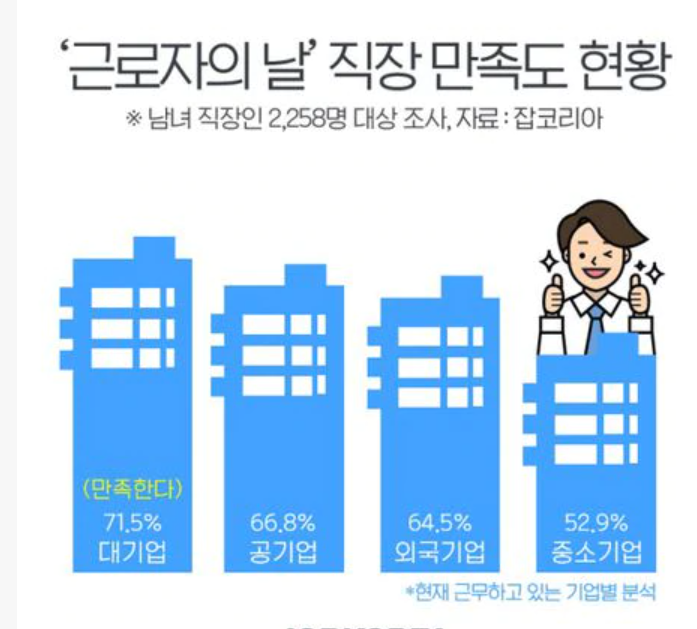 ‘근로자의 날’ 직장 만족도 현황
※ 남녀 직장인 2,258명 대상 조사, 자료 : 잡코리아
(만족한다)
71.5%
대기업
66.8%
공기업
64.5%
외국기업
52.9%
중소기업
*현재 근무하고 있는 기업별 분석